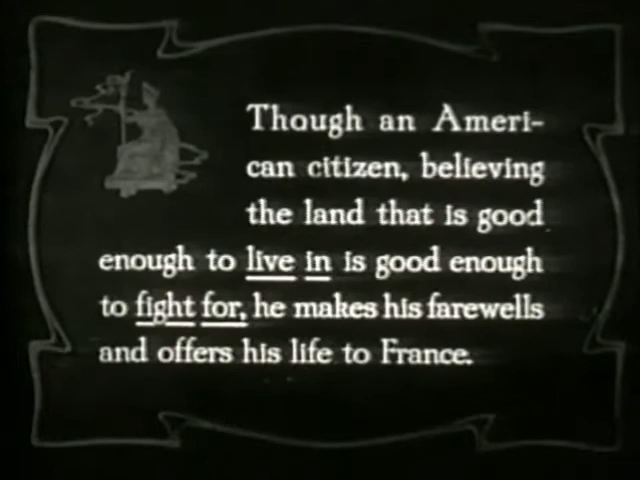 Though an Ameri-
can citizen, believing
the land that is good
enough to live in is good enough
to fight for, he makes his farewells
and offers his life to France.